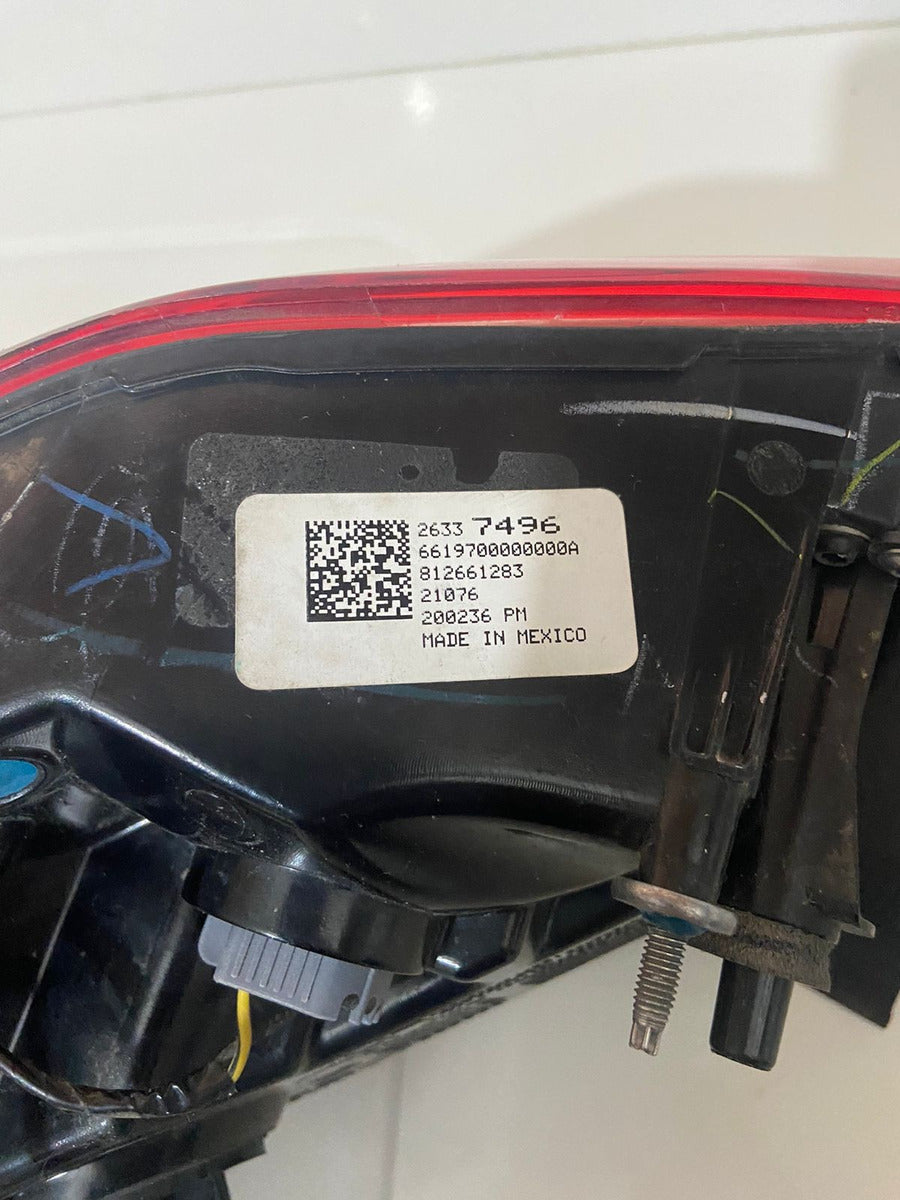 2633 7496
6619700000000A
812661283
21076
200236 PM
MADE IN MEXICO